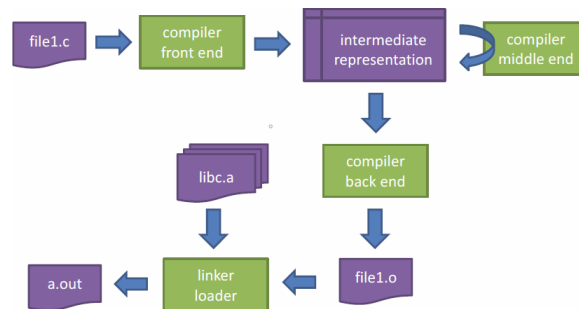 file1.c
compiler
front end
intermediate
representation
compiler
middle end
libc.a
compiler
back end
a.out
linker
loader
file1.o